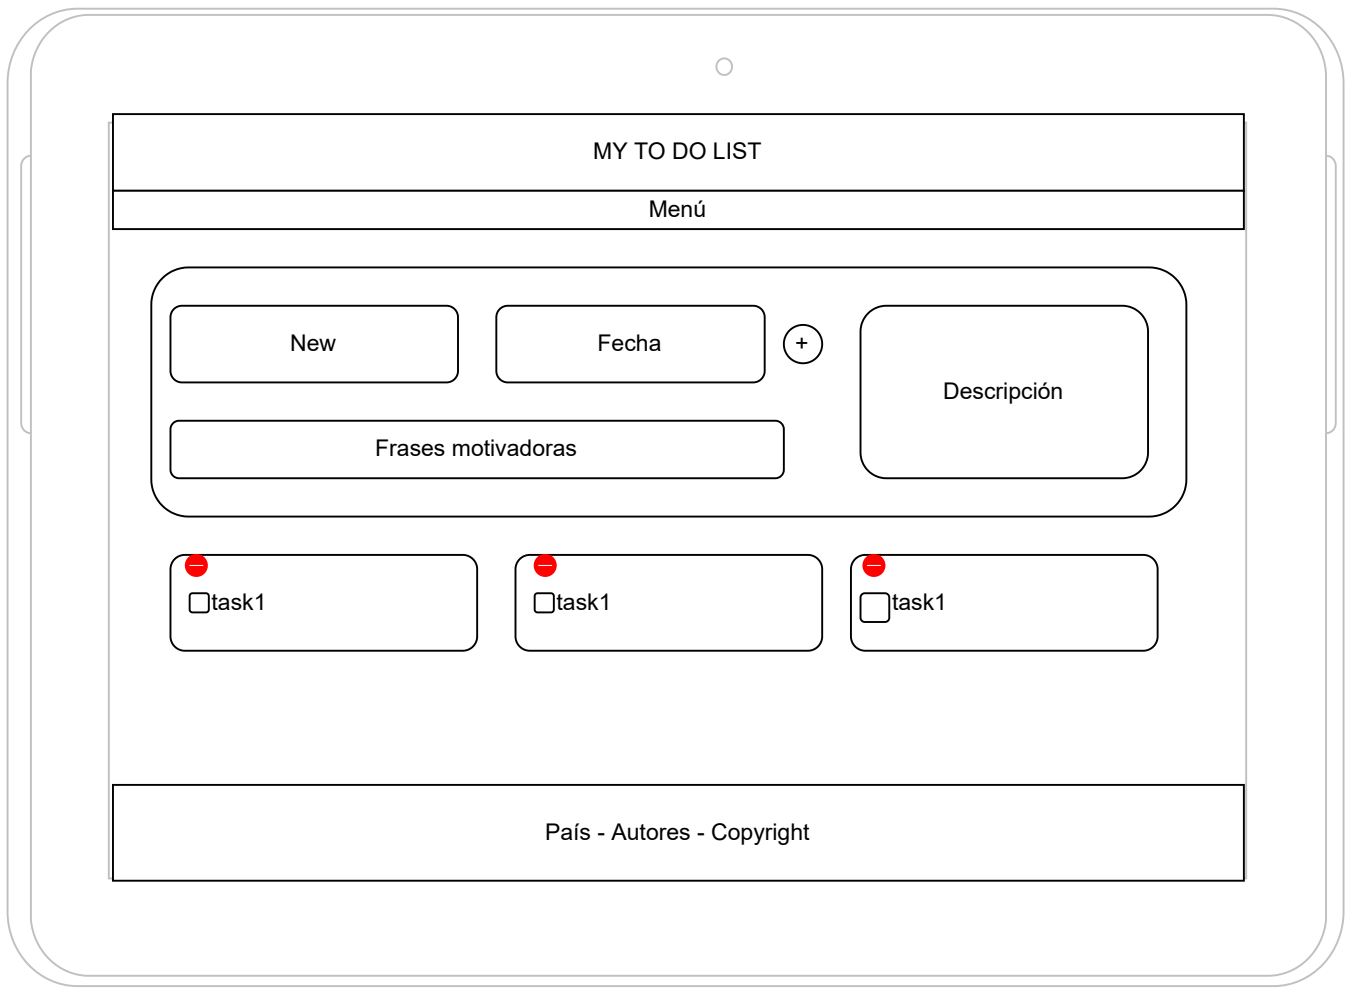 MY TO DO LIST
Menú
New
Fecha
+
Descripción
Frases motivadoras
task1
task1
task1
País - Autores - Copyright